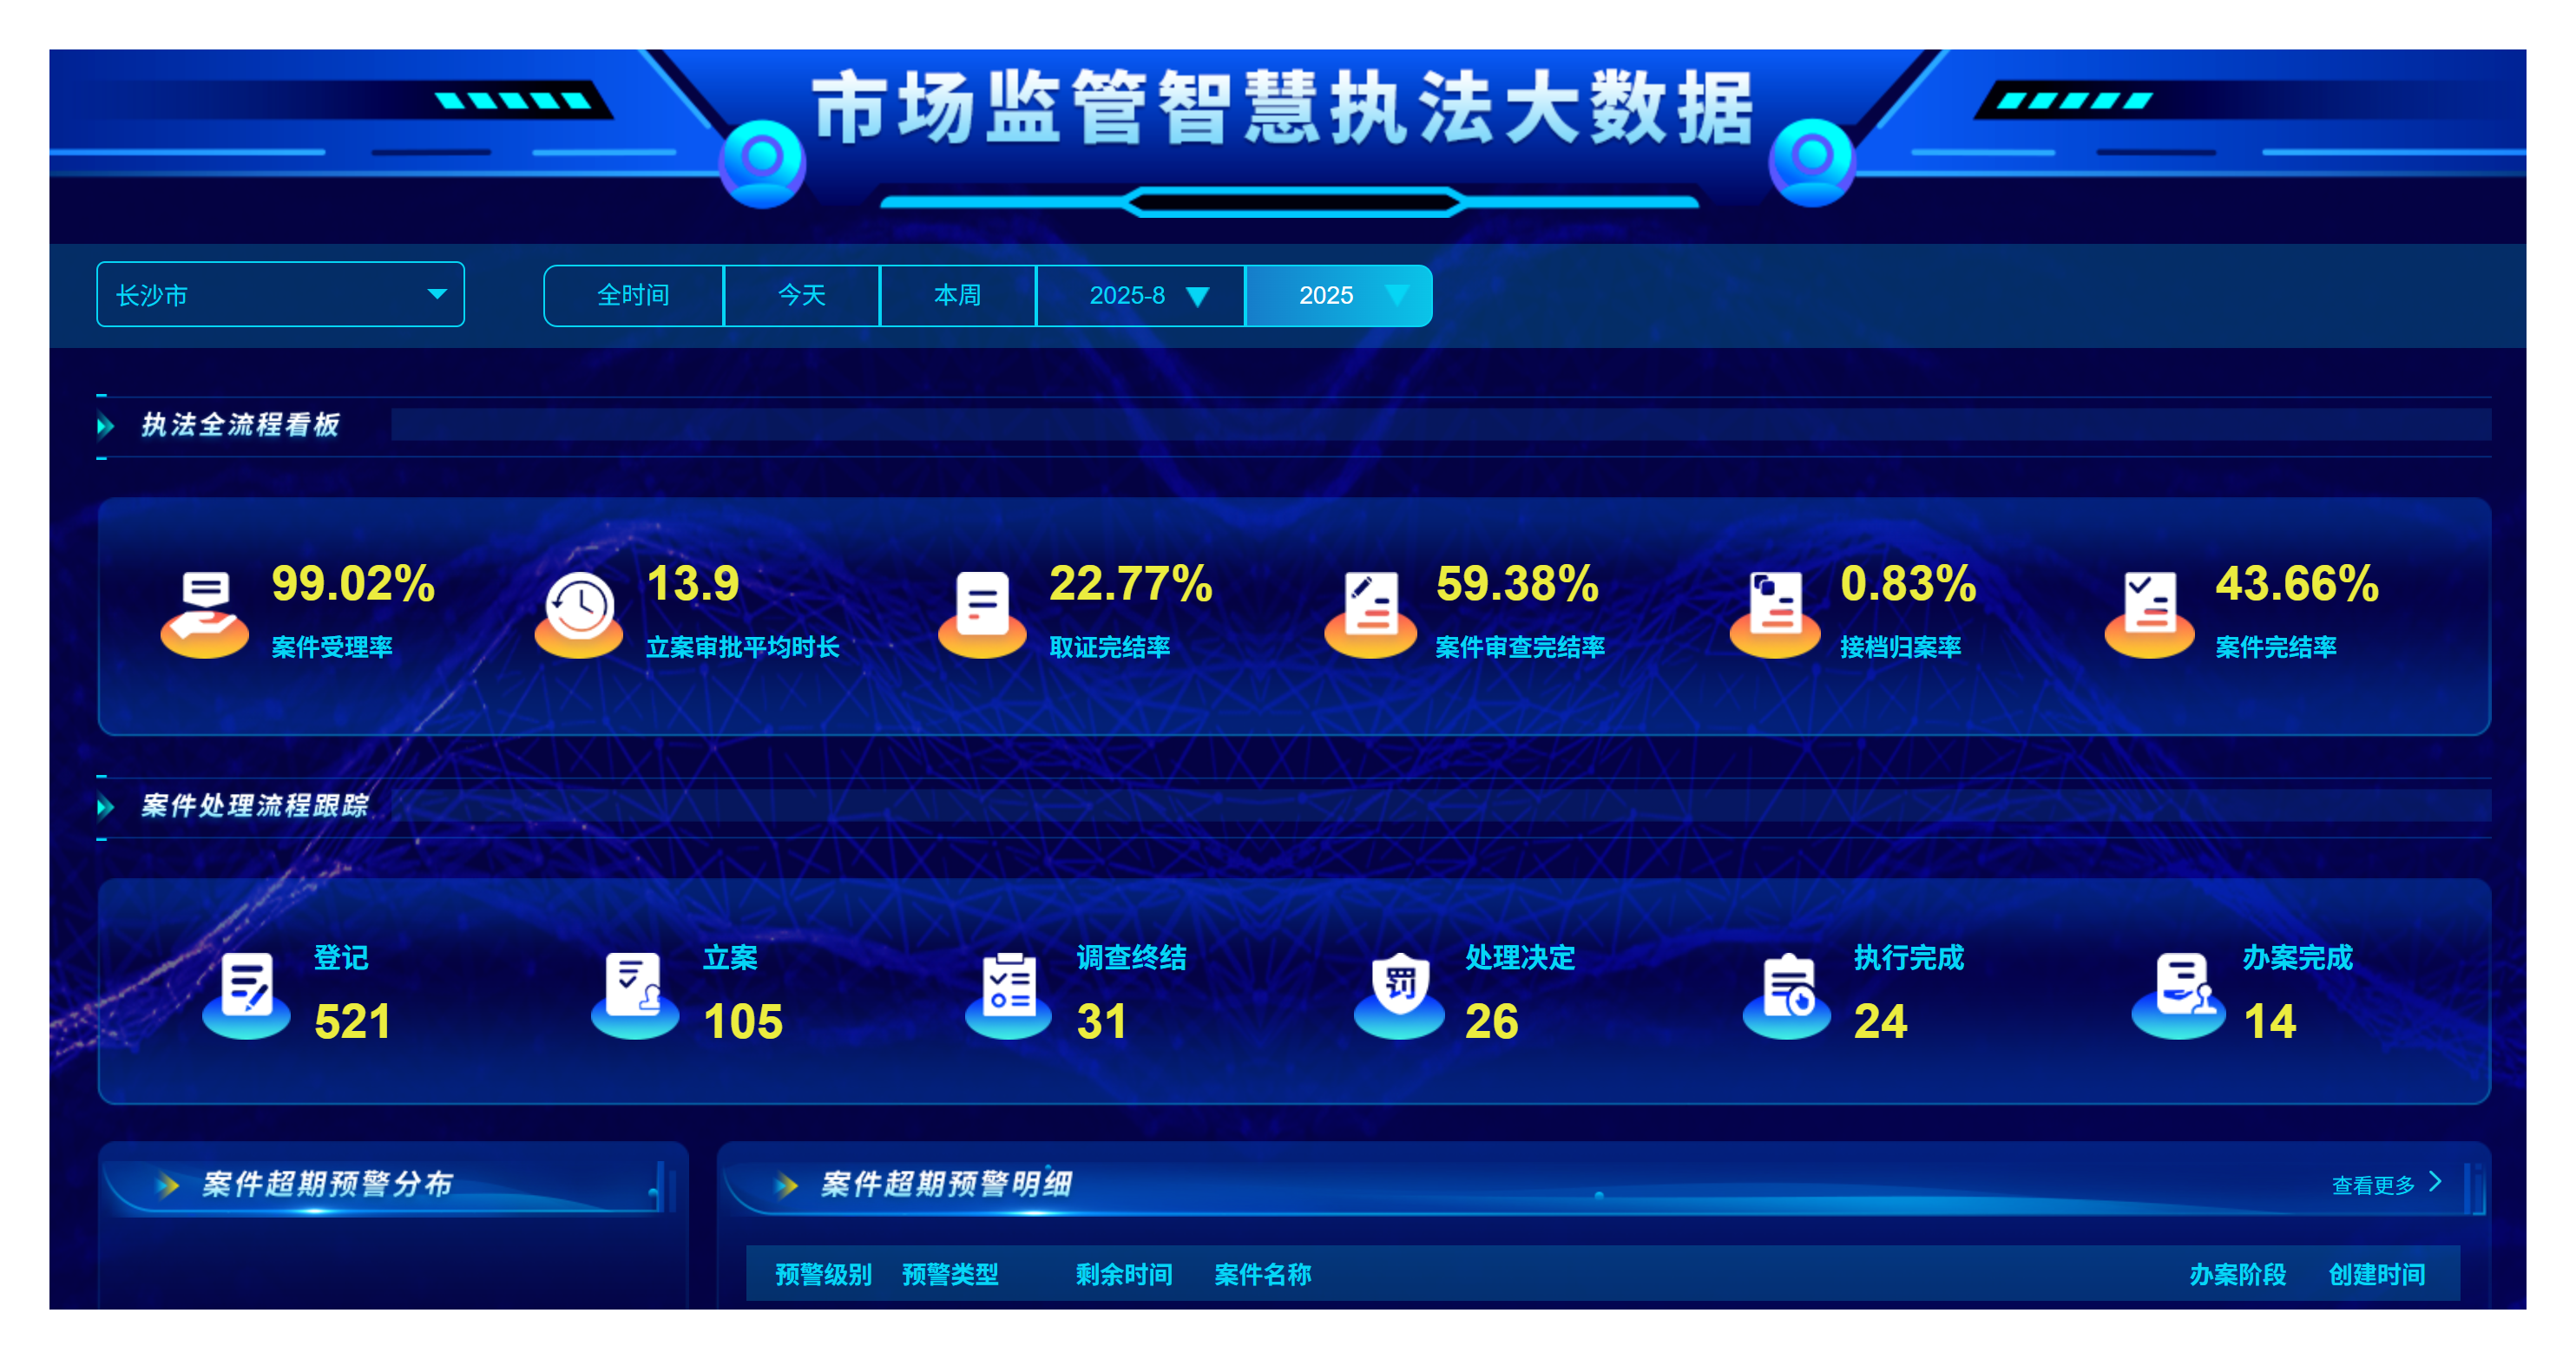 市场监管智慧执法大数据
长沙市 全时间 今天 本周 2025-8 2025
执法全流程看板
99.02% 13.9 22.77% 59.38% 0.83% 43.66%
案件受理率 立案审批平均时长 取证完结率 案件审查完结率 接档归案率 案件完结率
案件处理流程跟踪
登记 立案 调查终结 处理决定 执行完成 办案完成
罚
521 105 31 26 24 14
案件超期预警分布 案件超期预警明细 查看更多
预警级别 预警类型 剩余时间 案件名称 办案阶段 创建时间